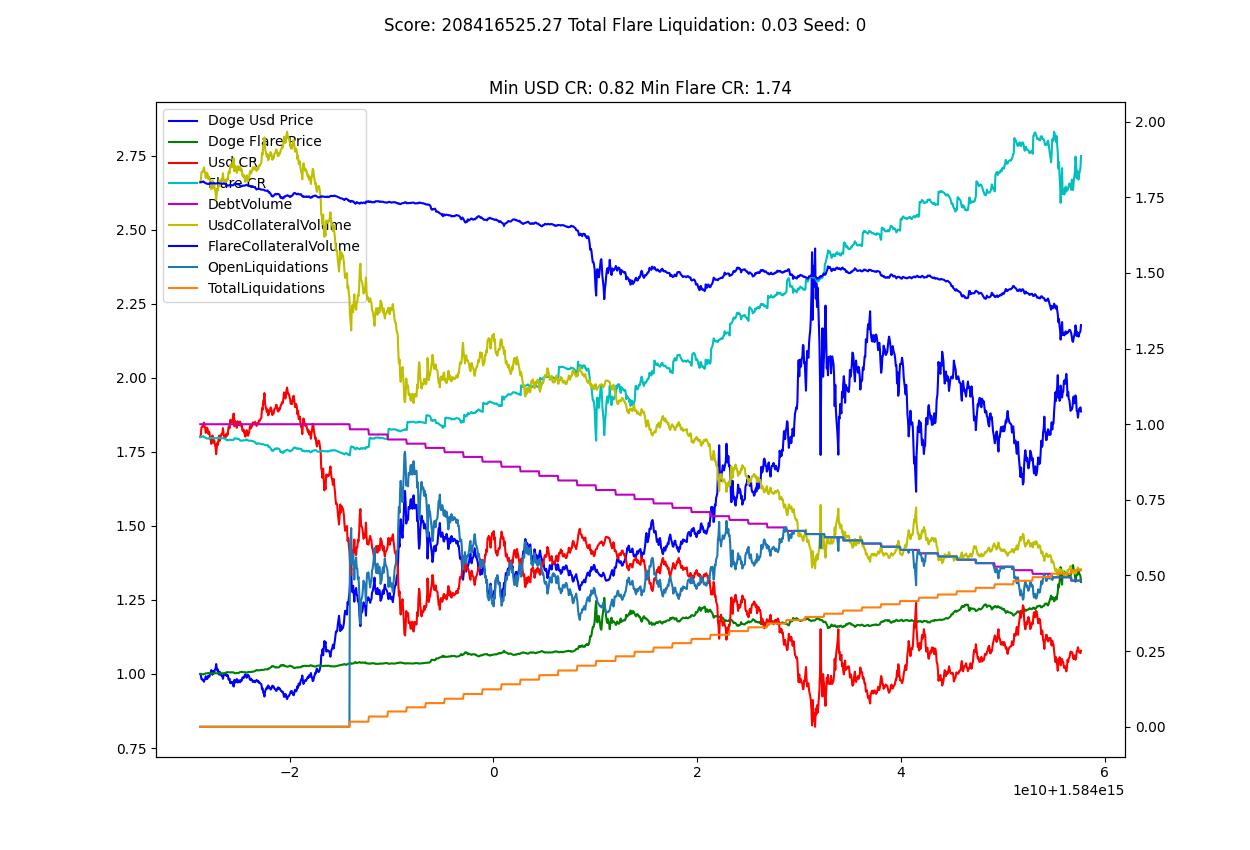 Score: 208416525.27 Total Flare Liquidation: 0.03 Seed: 0
Min USD CR: 0.82 Min Flare CR: 1.74
Doge Usd Price
Doge Flare Price
Usd CR
Flare CR
DebtVolume
UsdCollateralVolume
FlareCollateralVolume
OpenLiquidations
TotalLiquidations
2.75
2.50
2.25
2.00
1.75
1.50
1.25
1.00
0.75
2.00
1.75
1.50
1.25
1.00
0.75
0.50
0.25
0.00
−2 0 2 4 6
1e10+1.584e15